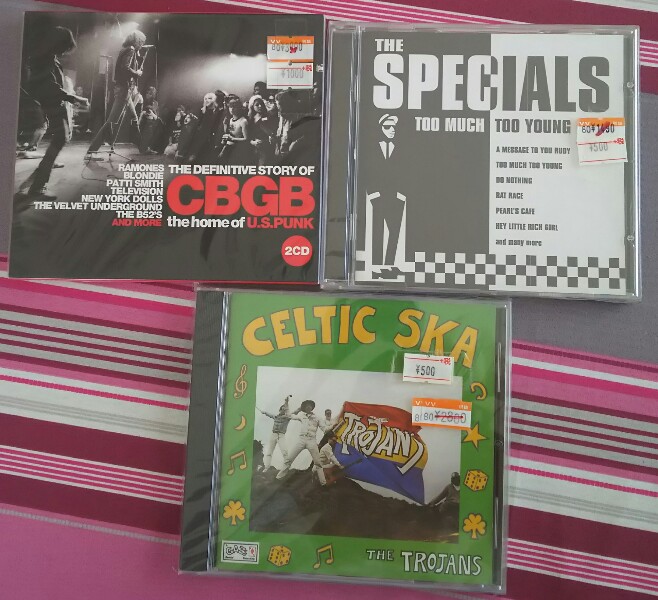 RAMONES
BLONDIE
PATTI SMITH
TELEVISION
NEW YORK DOLLS
THE VELVET UNDERGROUND
THE B52'S
AND MORE
THE DEFINITIVE STORY OF
CBGB
the home of U.S.PUNK
2CD
¥1000
+税
THE
SPECIALS
TOO MUCH TOO YOUNG
A MESSAGE TO YOU RUDY
TOO MUCH TOO YOUNG
DO NOTHING
RAT RACE
PEARL'S CAFE
HEY LITTLE RICH GIRL
and many more
¥500
CELTIC SKA
+税
¥500
¥2800
TROJANS
THE TROJANS